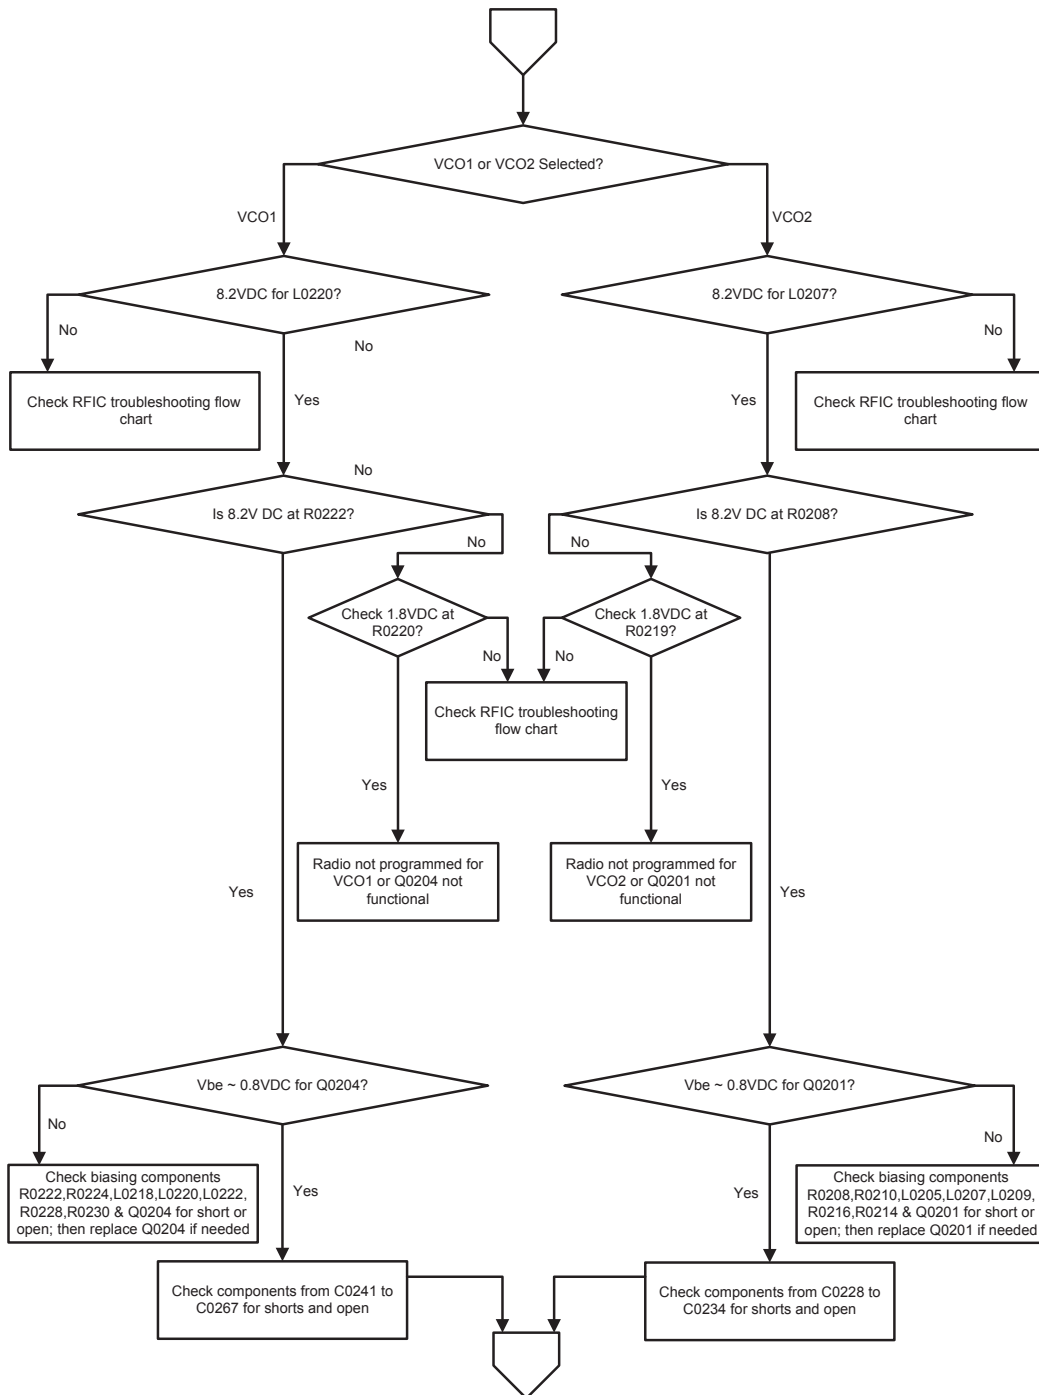 VCO1 or VCO2 Selected?
VCO1
VCO2
8.2VDC for L0220?
8.2VDC for L0207?
No
No
No
Check RFIC troubleshooting flow
chart
Yes
Yes
Check RFIC troubleshooting flow
chart
No
Is 8.2V DC at R0222?
Is 8.2V DC at R0208?
No
No
Check 1.8VDC at
R0220?
Check 1.8VDC at
R0219?
No
No
Check RFIC troubleshooting
flow chart
Yes
Yes
Radio not programmed for
VCO1 or Q0204 not
functional
Radio not programmed for
VCO2 or Q0201 not
functional
Yes
Yes
Vbe ~ 0.8VDC for Q0204?
Vbe ~ 0.8VDC for Q0201?
No
No
Check biasing components
R0222,R0224,L0218,L0220,L0222,
R0228,R0230 & Q0204 for short or
open; then replace Q0204 if needed
Yes
Yes
Check biasing components
R0208,R0210,L0205,L0207,L0209,
R0216,R0214 & Q0201 for short or
open; then replace Q0201 if needed
Check components from C0241 to
C0267 for shorts and open
Check components from C0228 to
C0234 for shorts and open